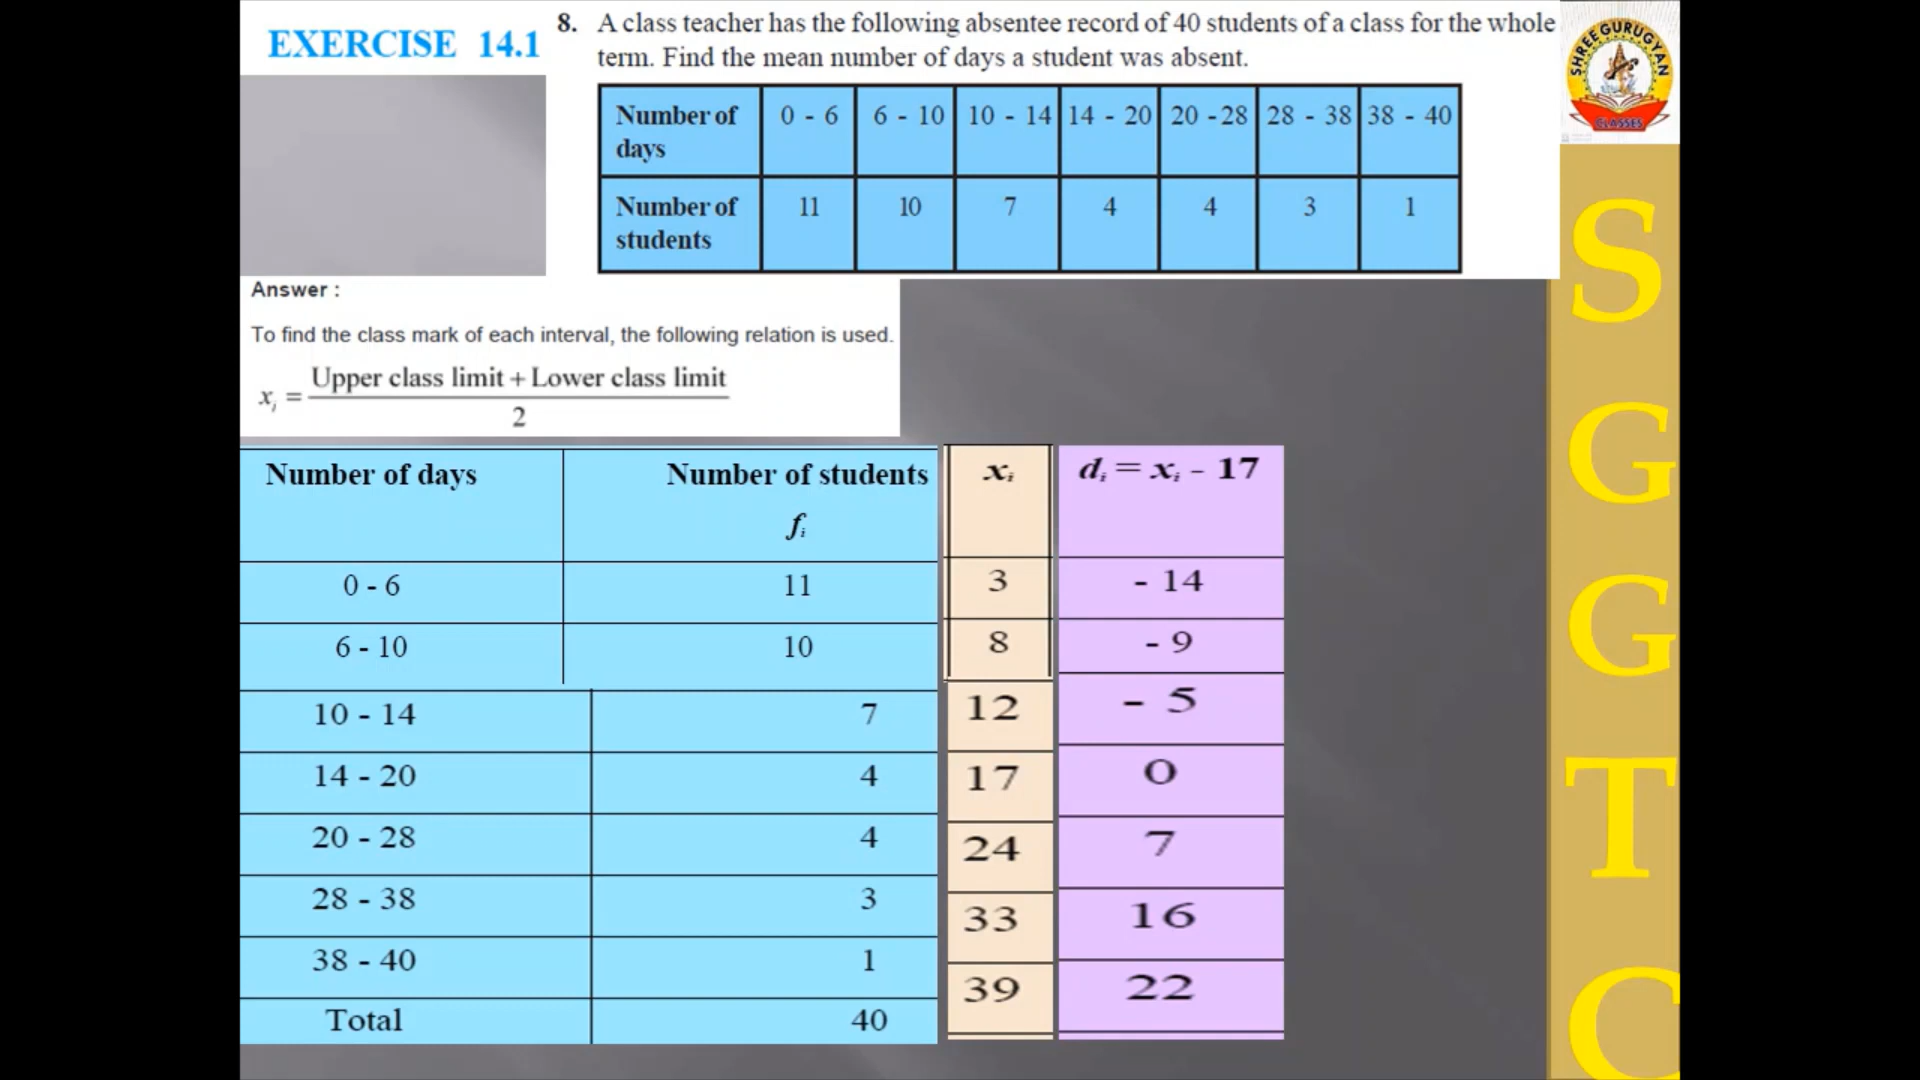 EXERCISE 14.1
8. A class teacher has the following absentee record of 40 students of a class for the whole
term. Find the mean number of days a student was absent.
Number of days 0 - 6 6 - 10 10 - 14 14 - 20 20 -28 28 - 38 38 - 40
Number of students 11 10 7 4 4 3 1
SHREE GURUGYAN
CLASSES
Answer :
To find the class mark of each interval, the following relation is used.
xᵢ = Upper class limit + Lower class limit
2
Number of days Number of students fᵢ xᵢ dᵢ = xᵢ - 17
0 - 6 11 3 - 14
6 - 10 10 8 - 9
10 - 14 7 12 - 5
14 - 20 4 17 0
20 - 28 4 24 7
28 - 38 3 33 16
38 - 40 1 39 22
Total 40
S
G
G
T
C